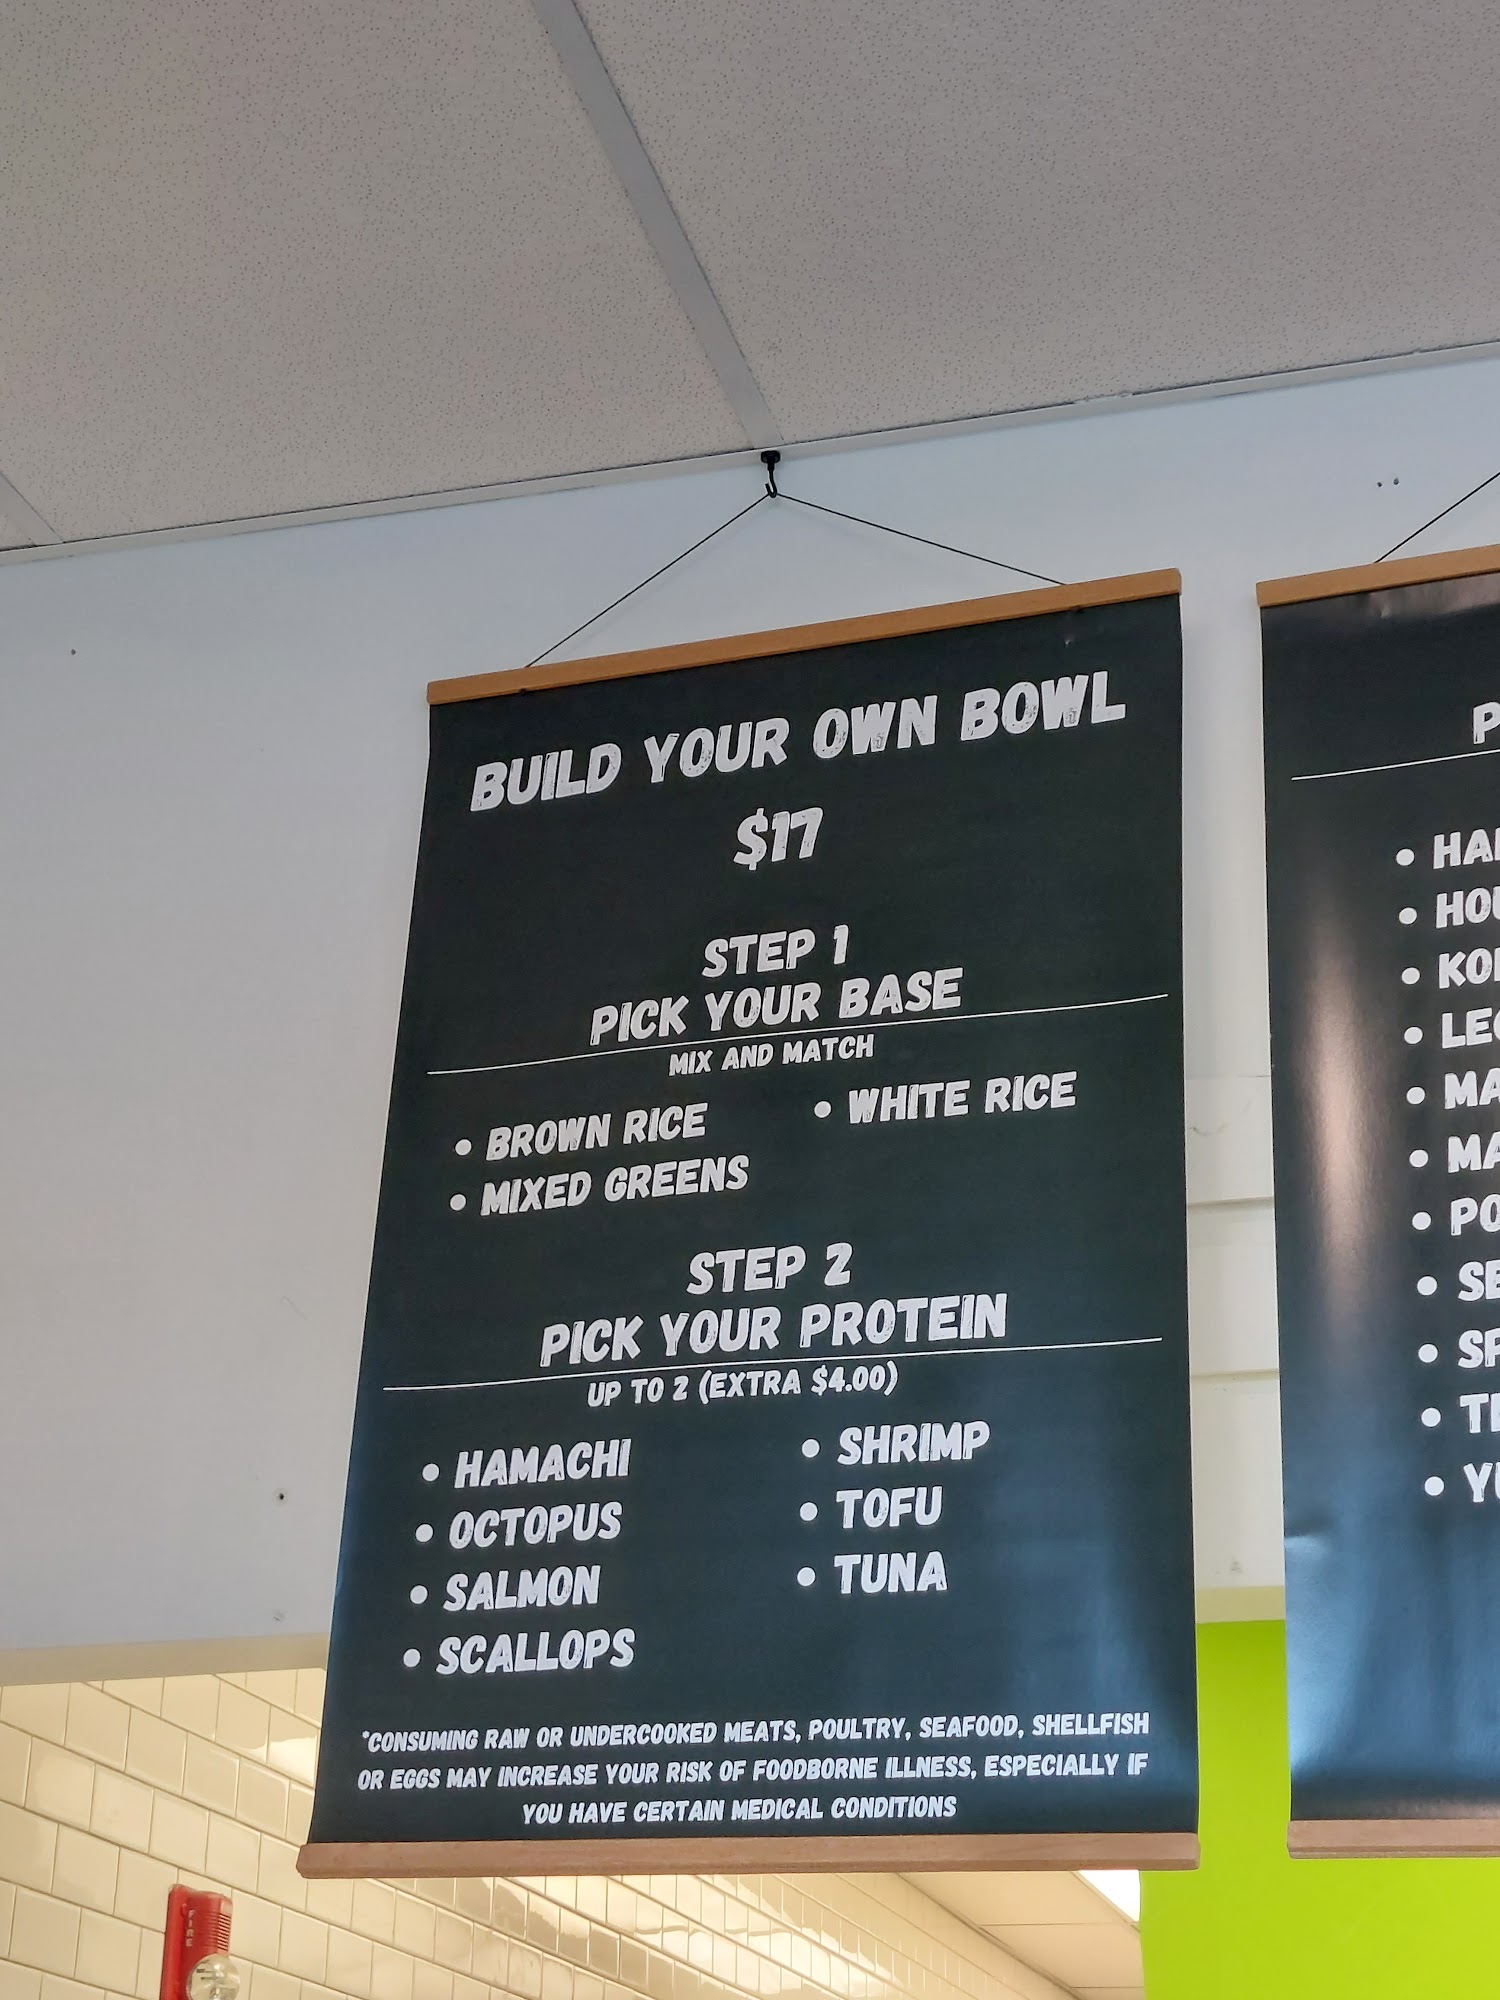 BUILD YOUR OWN BOWL
$17
STEP 1
PICK YOUR BASE
MIX AND MATCH
• BROWN RICE
• MIXED GREENS
• WHITE RICE
STEP 2
PICK YOUR PROTEIN
UP TO 2 (EXTRA $4.00)
• HAMACHI
• OCTOPUS
• SALMON
• SCALLOPS
• SHRIMP
• TOFU
• TUNA
*CONSUMING RAW OR UNDERCOOKED MEATS, POULTRY, SEAFOOD, SHELLFISH
OR EGGS MAY INCREASE YOUR RISK OF FOODBORNE ILLNESS, ESPECIALLY IF
YOU HAVE CERTAIN MEDICAL CONDITIONS
FIRE